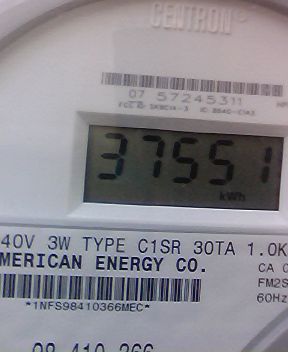 CENTRON®
07 57245311
37551
kWh
40V 3W TYPE C1SR 30TA 1.0K
MERICAN ENERGY CO.
CA
FM2S
60Hz
*1NFS98410366MEC*